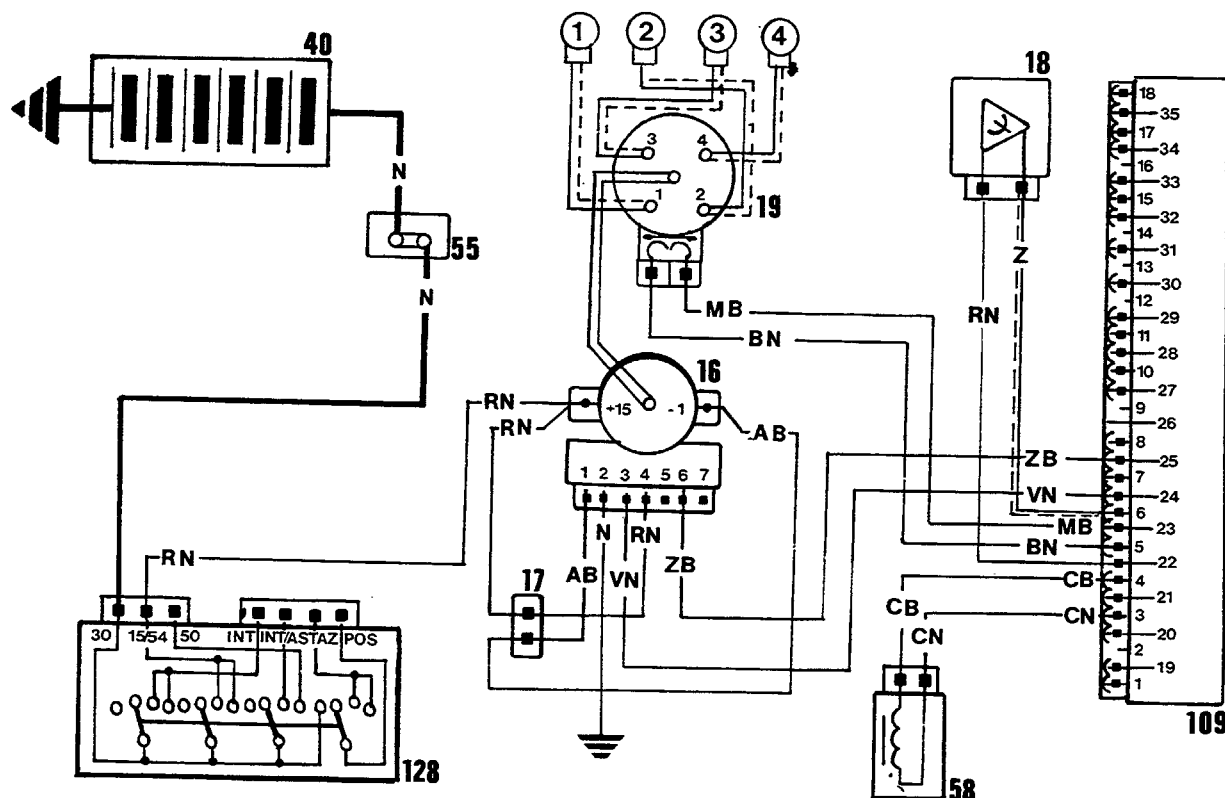 40
1
2
3
4
18
N
55
N
3
4
1
2
19
MB
BN
Z
RN
16
RN
RN
+15
-1
AB
1 2 3 4 5 6 7
N
RN
AB
VN
ZB
17
ZB
VN
MB
BN
CB
CN
CB
CN
58
RN
30 15/54 50 INT INT/A STAZ POS
128
18
35
17
34
16
33
15
32
14
31
13
30
12
29
11
28
10
27
9
26
8
25
7
24
6
23
5
22
4
21
3
20
2
19
1
109